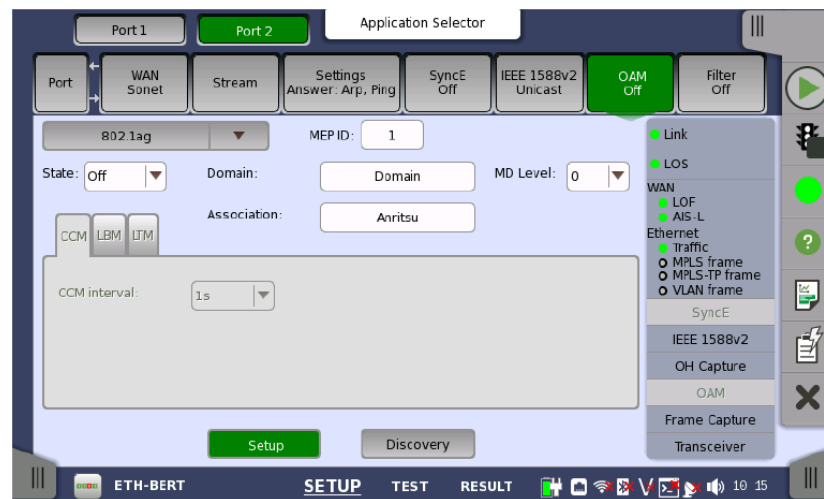 Port 1
Port 2
Application Selector
Port
WAN
Sonet
Stream
Settings
Answer: Arp, Ping
SyncE
Off
IEEE 1588v2
Unicast
OAM
Off
Filter
Off
802.1ag
MEP ID:
1
State:
Off
Domain:
Domain
MD Level:
0
Association:
Anritsu
CCM
LBM
LTM
CCM interval:
1s
Link
LOS
WAN
LOF
AIS-L
Ethernet
Traffic
MPLS frame
MPLS-TP frame
VLAN frame
SyncE
IEEE 1588v2
OH Capture
OAM
Frame Capture
Transceiver
Setup
Discovery
ETH-BERT
SETUP
TEST
RESULT
10 15